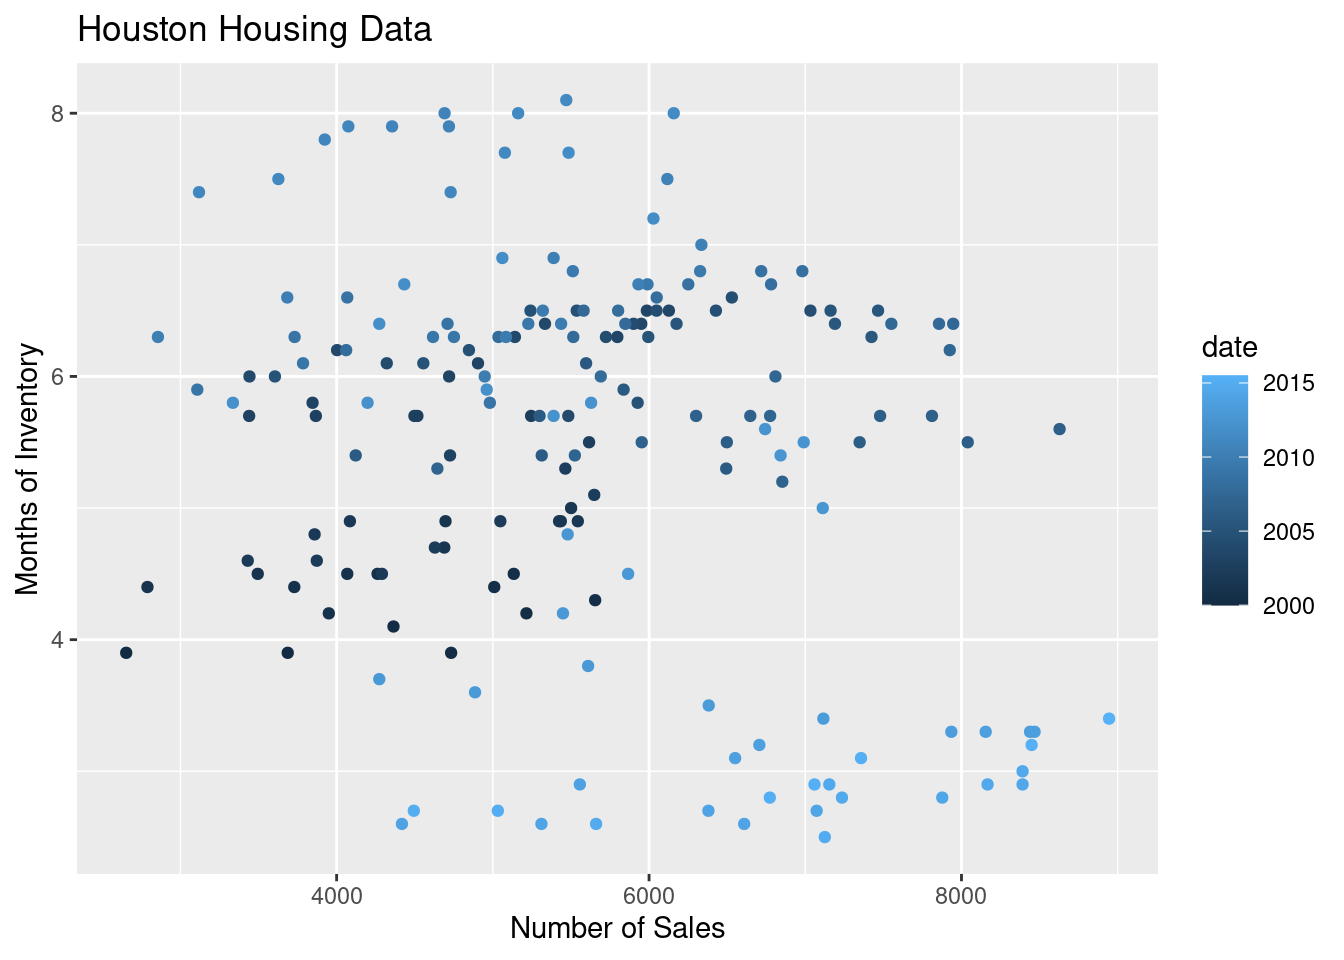 Houston Housing Data
8
6
4
Months of Inventory
4000 6000 8000
Number of Sales
date
2015
2010
2005
2000